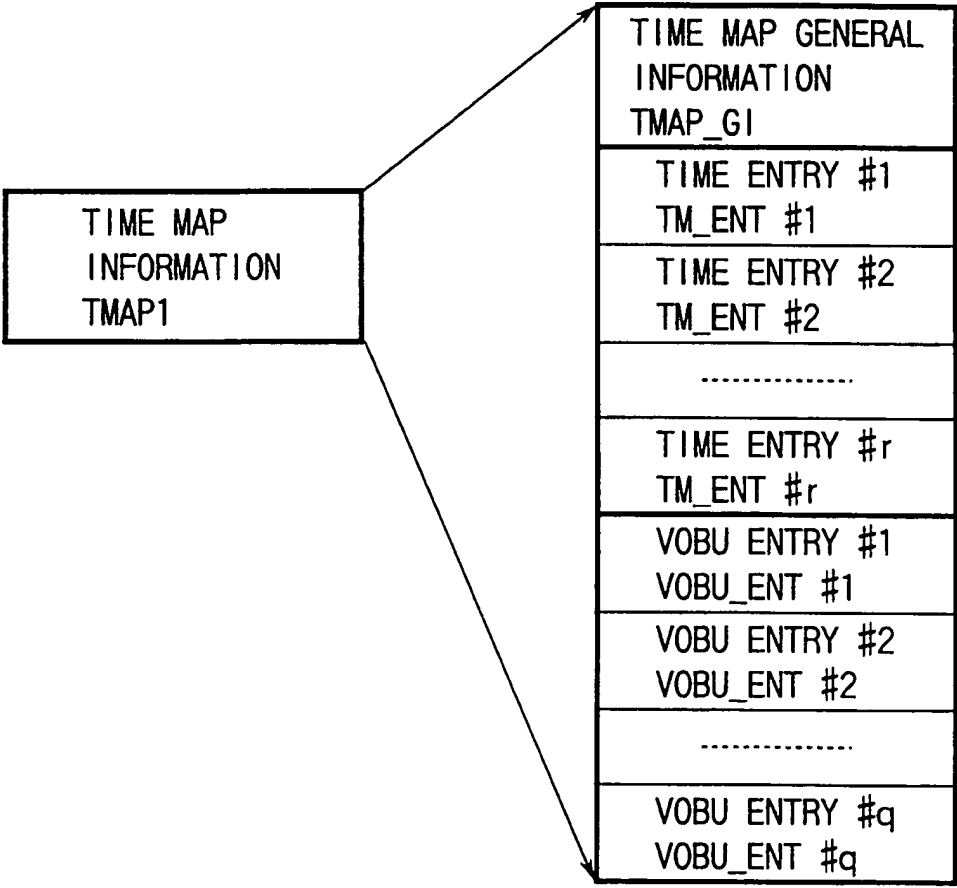 TIME MAP
INFORMATION
TMAP1
TIME MAP GENERAL
INFORMATION
TMAP_GI
TIME ENTRY #1
TM_ENT #1
TIME ENTRY #2
TM_ENT #2
...............
TIME ENTRY #r
TM_ENT #r
VOBU ENTRY #1
VOBU_ENT #1
VOBU ENTRY #2
VOBU_ENT #2
...............
VOBU ENTRY #q
VOBU_ENT #q